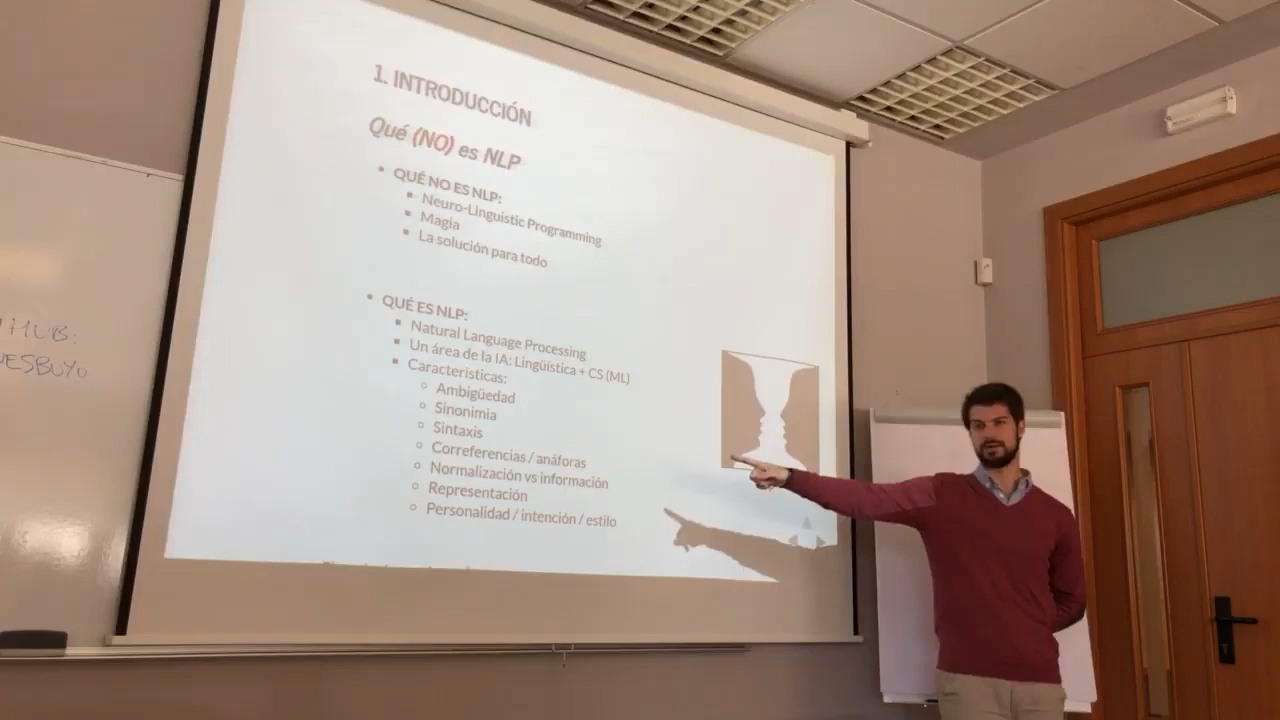 1. INTRODUCCIÓN
Qué (NO) es NLP
• QUÉ NO ES NLP:
▪ Neuro-Linguistic Programming
▪ Magia
▪ La solución para todo
• QUÉ ES NLP:
▪ Natural Language Processing
▪ Un área de la IA: Lingüística + CS (ML)
▪ Características:
○ Ambigüedad
○ Sinonimia
○ Sintaxis
○ Correferencias / anáforas
○ Normalización vs información
○ Representación
○ Personalidad / intención / estilo
HUB:
UESBUYO